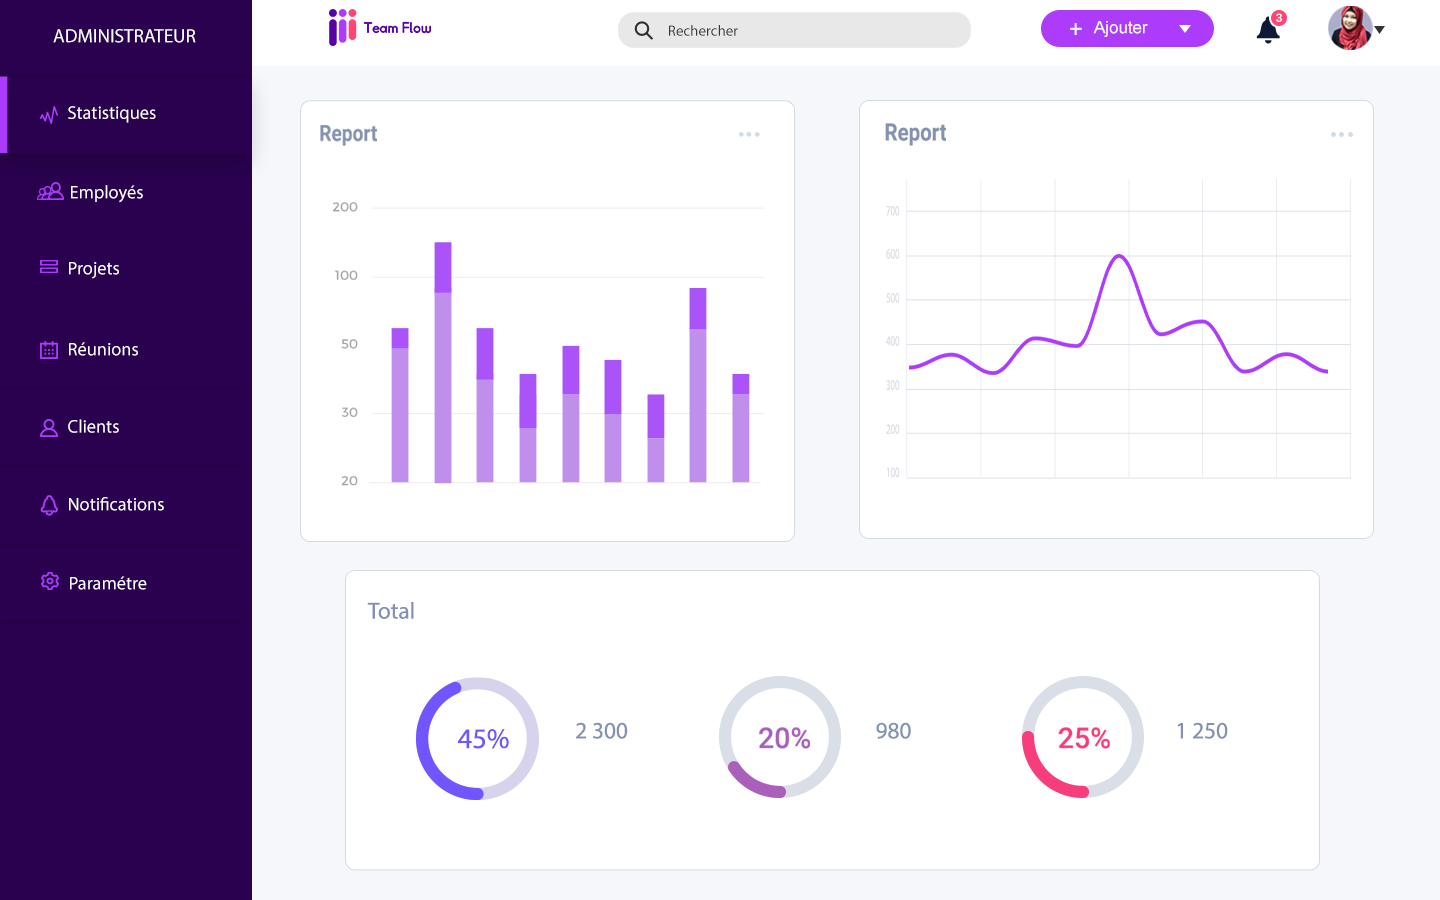 ADMINISTRATEUR
Team Flow
Rechercher
+ Ajouter
3
Statistiques
Employés
Projets
Réunions
Clients
Notifications
Paramétre
Report
200
100
50
30
20
Report
700
600
500
400
300
200
100
Total
45%
2 300
20%
980
25%
1 250